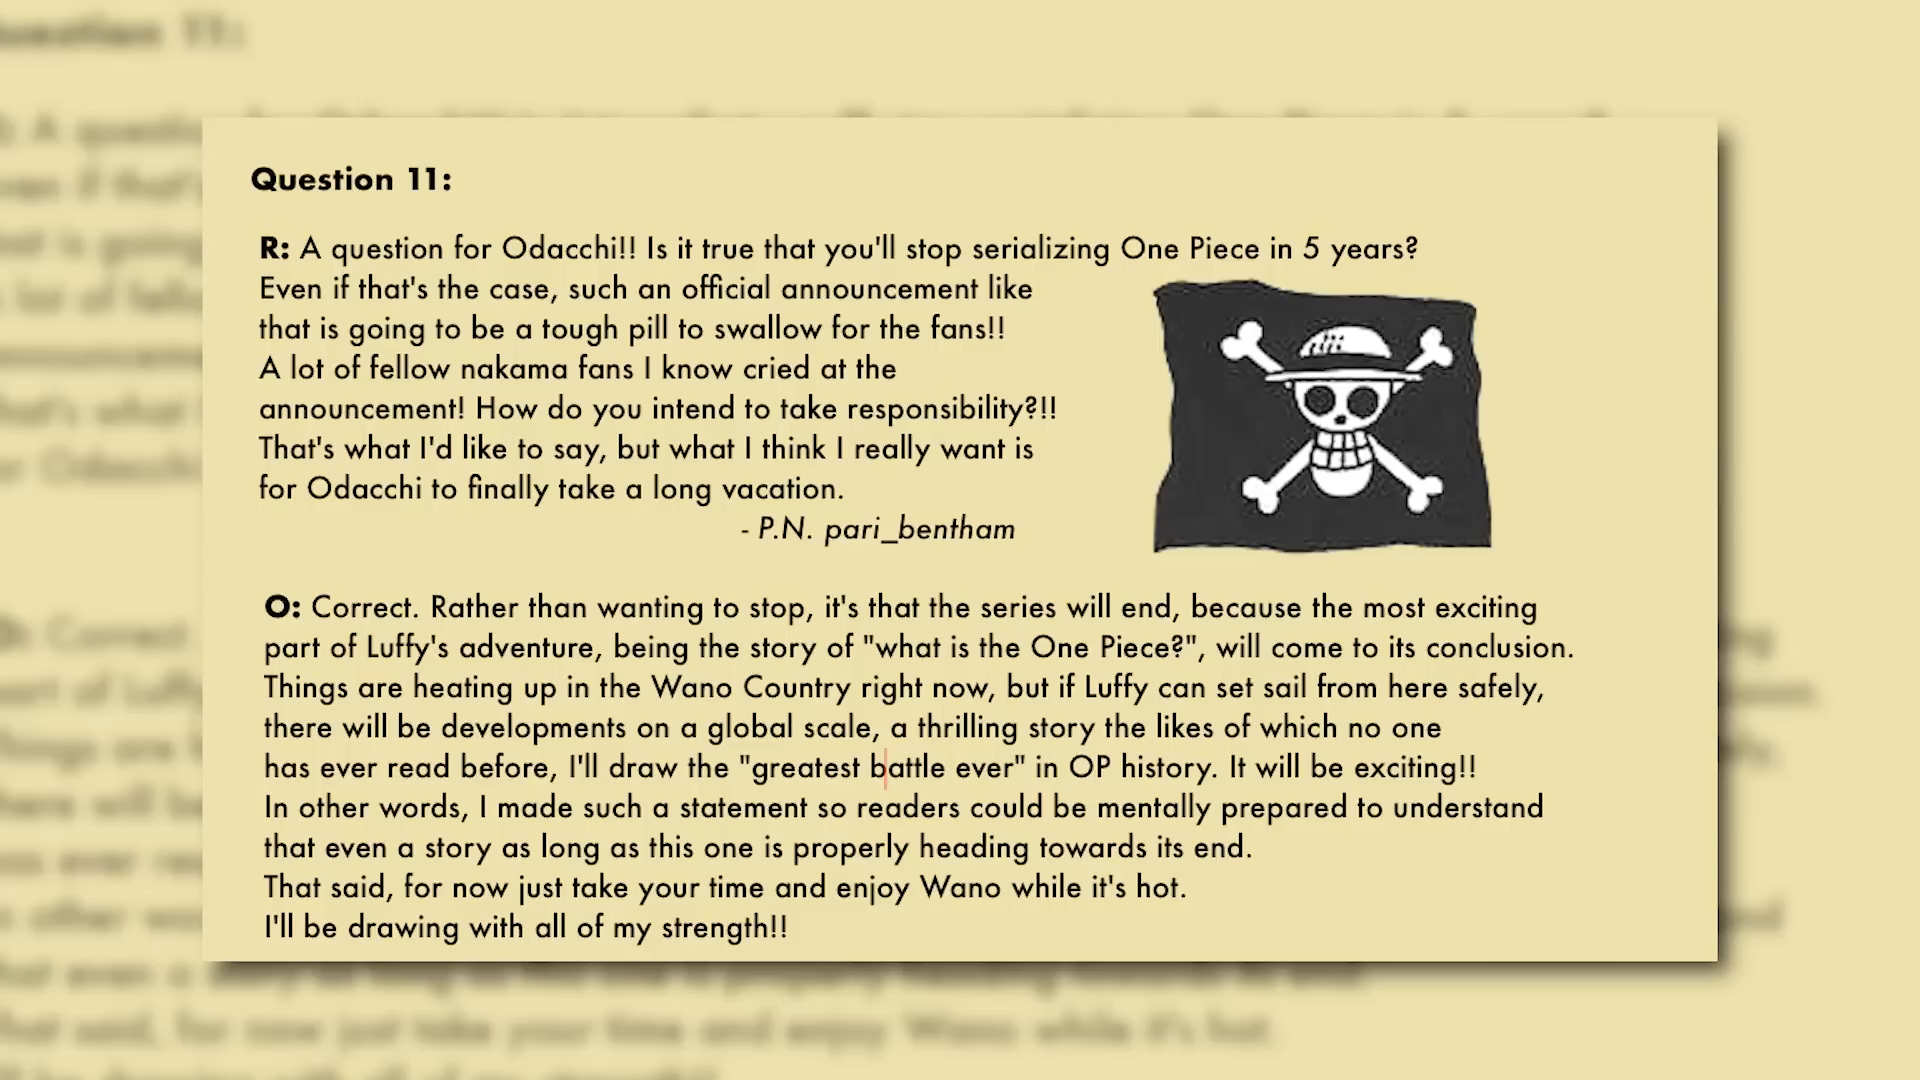 Question 11:
R: A question for Odacchi!! Is it true that you'll stop serializing One Piece in 5 years?
Even if that's the case, such an official announcement like
that is going to be a tough pill to swallow for the fans!!
A lot of fellow nakama fans I know cried at the
announcement! How do you intend to take responsibility?!!
That's what I'd like to say, but what I think I really want is
for Odacchi to finally take a long vacation.
- P.N. pari_bentham
O: Correct. Rather than wanting to stop, it's that the series will end, because the most exciting
part of Luffy's adventure, being the story of "what is the One Piece?", will come to its conclusion.
Things are heating up in the Wano Country right now, but if Luffy can set sail from here safely,
there will be developments on a global scale, a thrilling story the likes of which no one
has ever read before, I'll draw the "greatest battle ever" in OP history. It will be exciting!!
In other words, I made such a statement so readers could be mentally prepared to understand
that even a story as long as this one is properly heading towards its end.
That said, for now just take your time and enjoy Wano while it's hot.
I'll be drawing with all of my strength!!